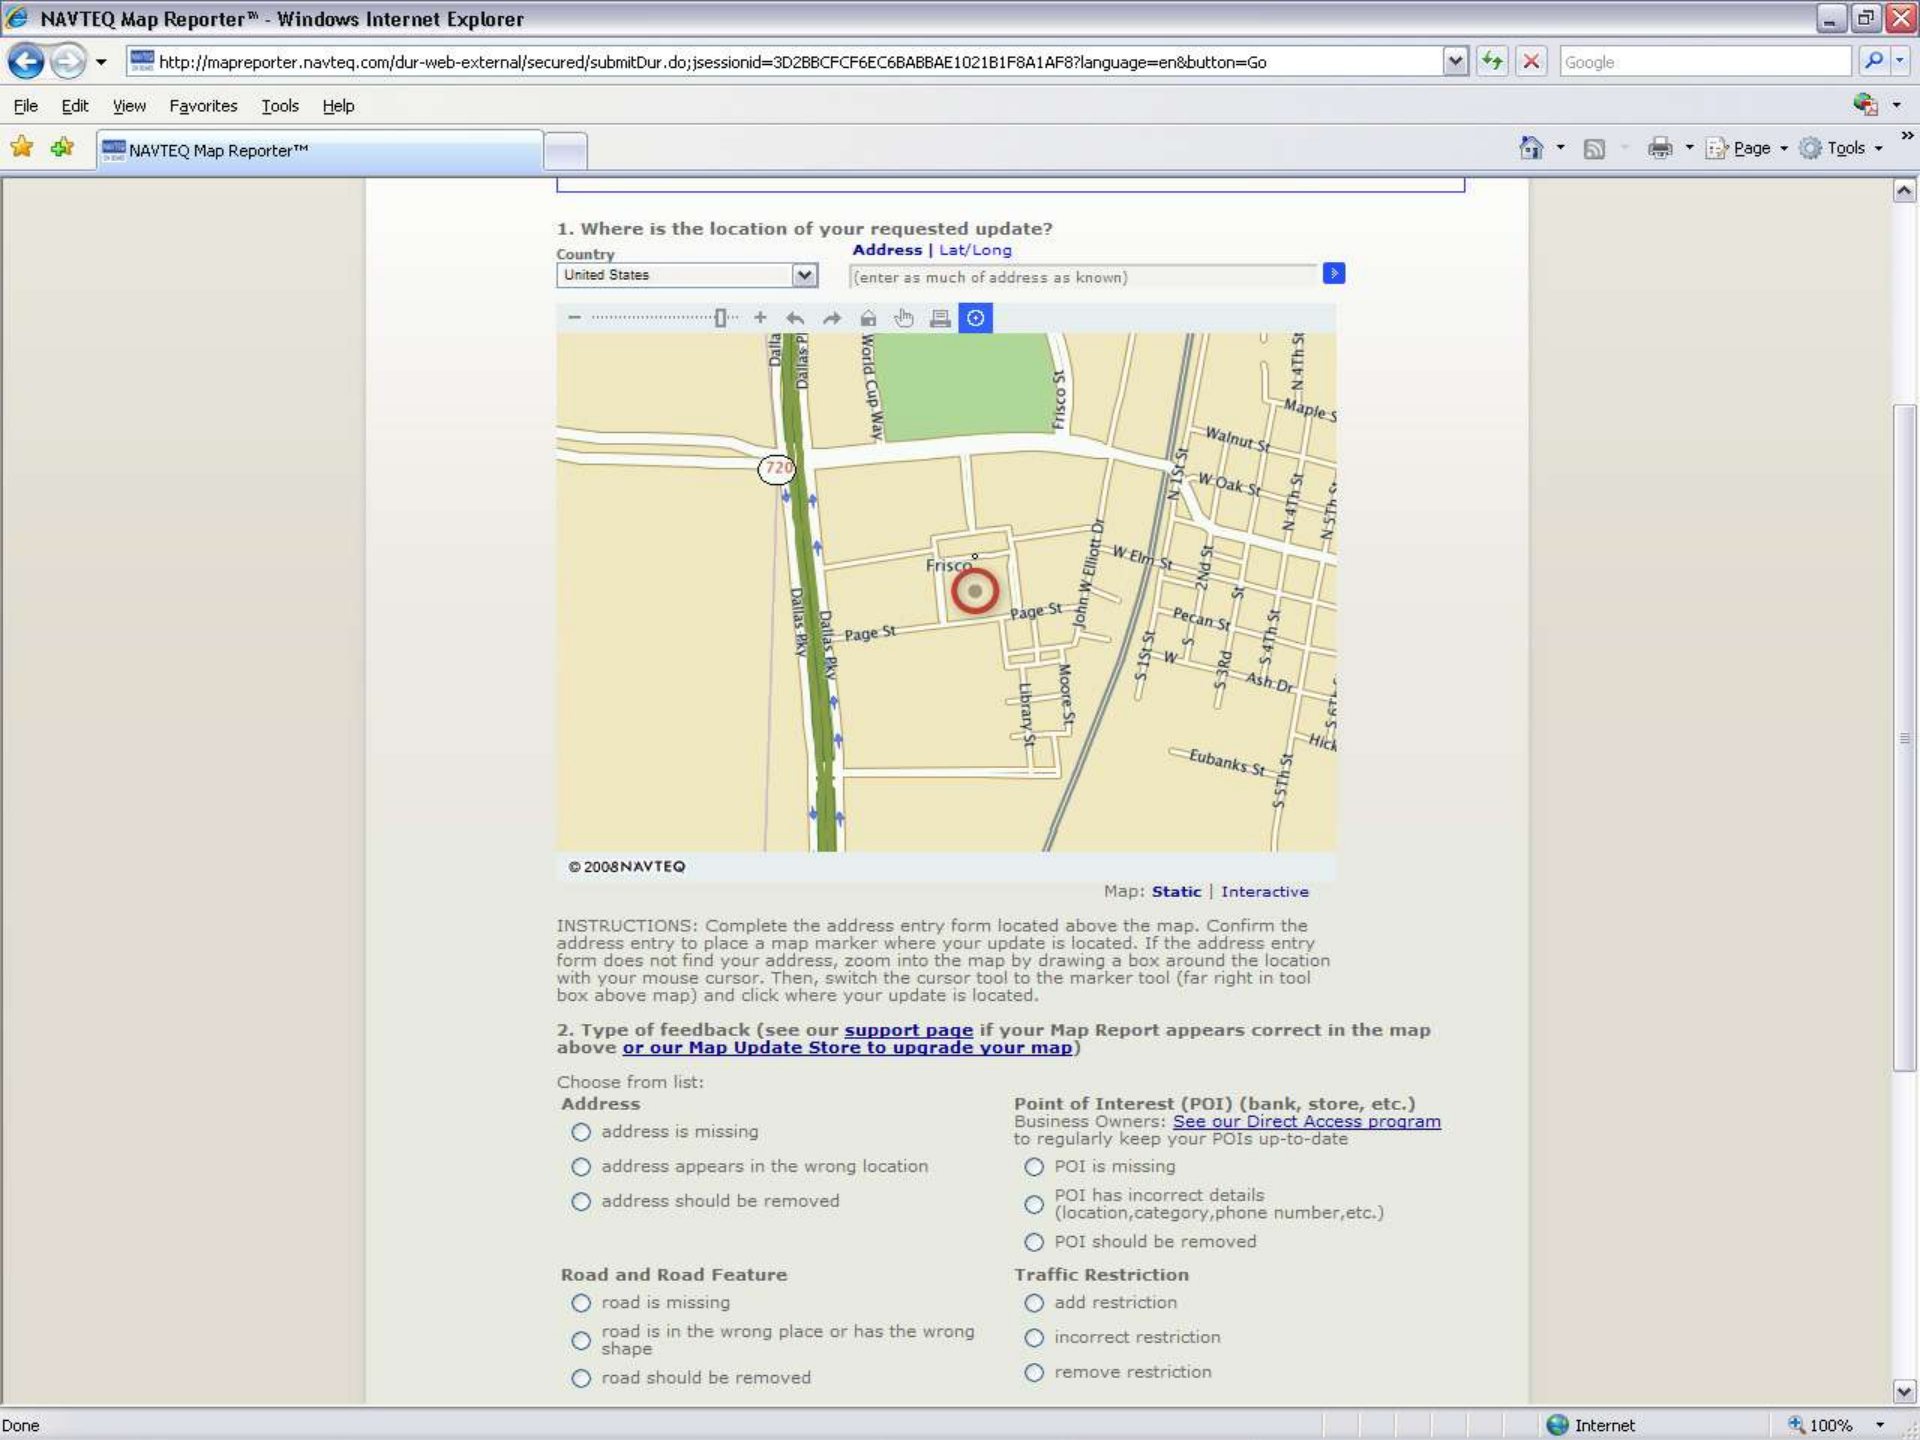 NAVTEQ Map Reporter™ - Windows Internet Explorer
http://mapreporter.navteq.com/dur-web-external/secured/submitDur.do;jsessionid=3D2BBCFCF6EC6BABBAE1021B1F8A1AF8?language=en&button=Go
Google
File Edit View Favorites Tools Help
NAVTEQ Map Reporter™
Page Tools »
1. Where is the location of your requested update?
Country
Address | Lat/Long
United States
(enter as much of address as known)
Dalla
Dallas P
World Cup Way
Frisco St
N 4Th St
Maple S
Walnut St
720
N 1St St
W Oak St
N 4Th St
N 5Th S
John W Elliott Dr
W Elm St
2Nd St
St
Frisco
Page St
Page St
Dallas Pky
Dallas Pky
Pecan St
S 1St St
W
S
S 3Rd
S 4Th St
Ash Dr
S 6T
Library St
Moore St
Hick
Eubanks St
S 5Th St
© 2008 NAVTEQ
Map: Static | Interactive
INSTRUCTIONS: Complete the address entry form located above the map. Confirm the
address entry to place a map marker where your update is located. If the address entry
form does not find your address, zoom into the map by drawing a box around the location
with your mouse cursor. Then, switch the cursor tool to the marker tool (far right in tool
box above map) and click where your update is located.
2. Type of feedback (see our support page if your Map Report appears correct in the map
above or our Map Update Store to upgrade your map)
Choose from list:
Address
address is missing
address appears in the wrong location
address should be removed
Point of Interest (POI) (bank, store, etc.)
Business Owners: See our Direct Access program
to regularly keep your POIs up-to-date
POI is missing
POI has incorrect details
(location,category,phone number,etc.)
POI should be removed
Road and Road Feature
road is missing
road is in the wrong place or has the wrong
shape
road should be removed
Traffic Restriction
add restriction
incorrect restriction
remove restriction
Done
Internet
100%